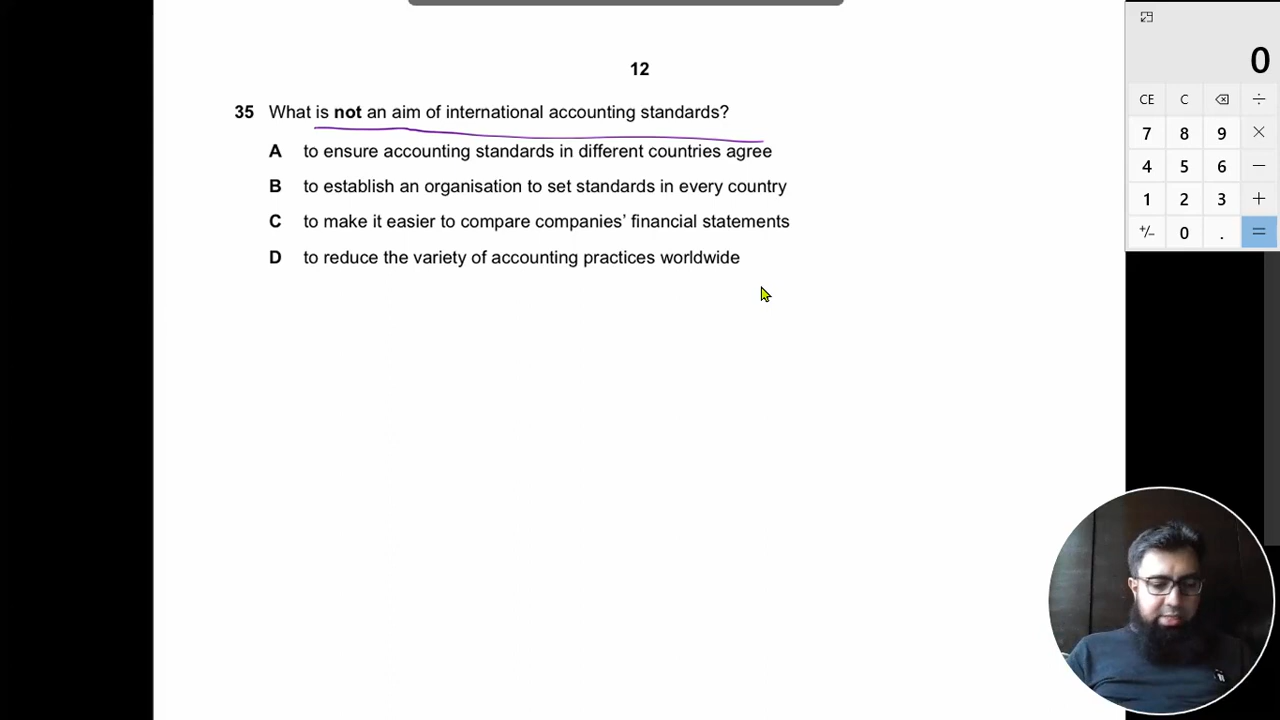 12
35 What is not an aim of international accounting standards?
A to ensure accounting standards in different countries agree
B to establish an organisation to set standards in every country
C to make it easier to compare companies’ financial statements
D to reduce the variety of accounting practices worldwide
0
CE C ⌫ ÷
7 8 9 ×
4 5 6 −
1 2 3 +
+/- 0 . =